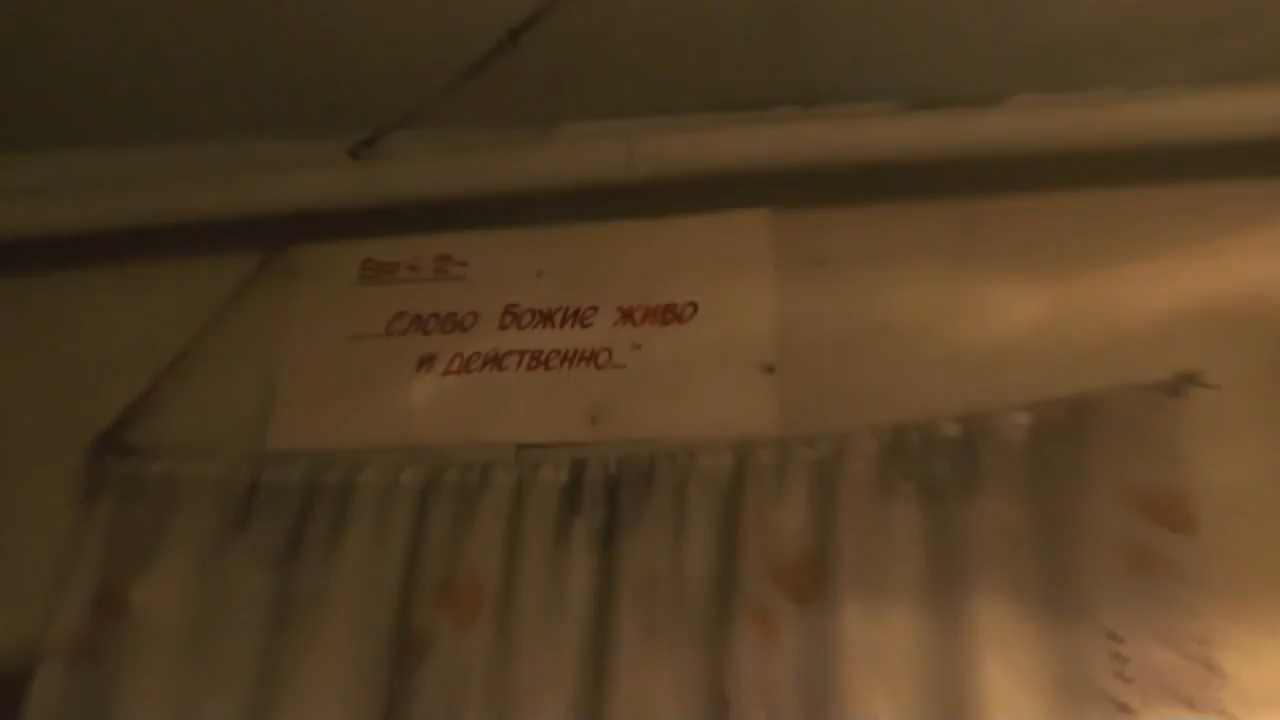 слово Божие живо
и действенно..."